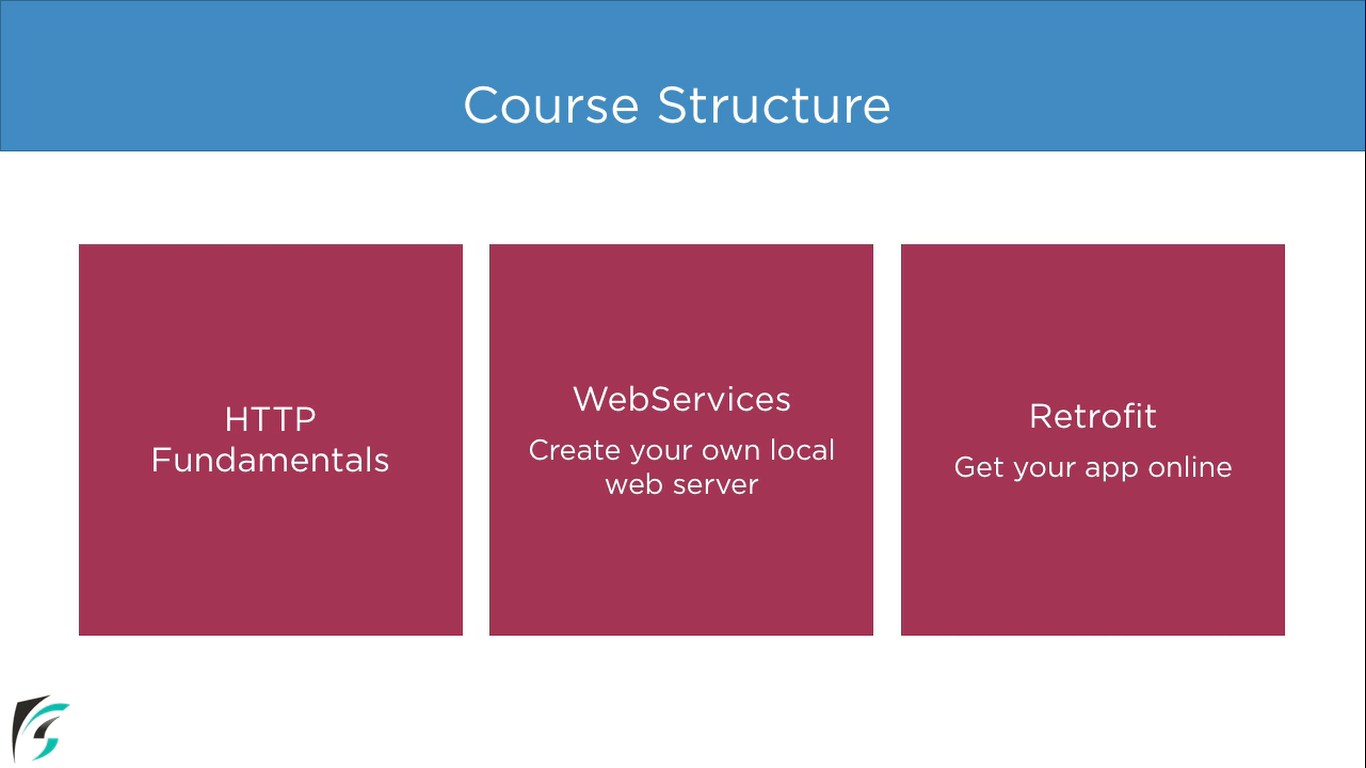 Course Structure
HTTP
Fundamentals
WebServices
Create your own local
web server
Retrofit
Get your app online